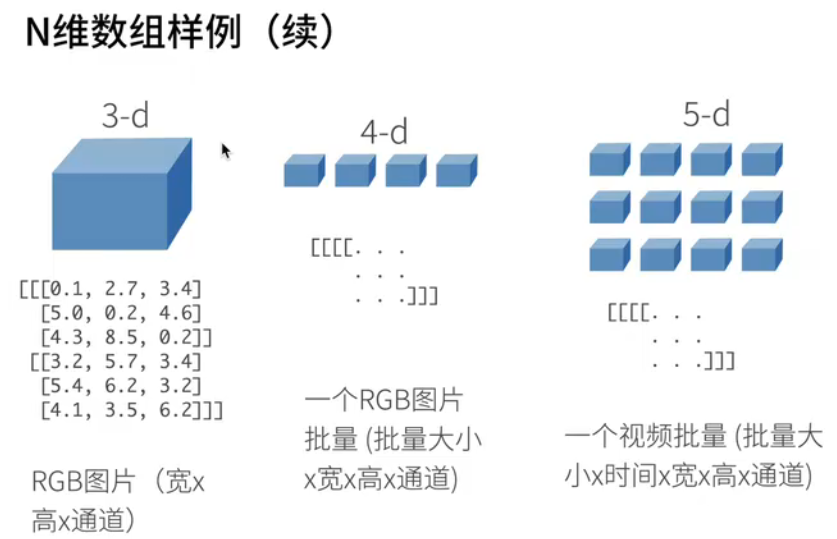 N维数组样例（续）
3-d
[[[0.1, 2.7, 3.4]
[5.0, 0.2, 4.6]
[4.3, 8.5, 0.2]]
[[3.2, 5.7, 3.4]
[5.4, 6.2, 3.2]
[4.1, 3.5, 6.2]]]
RGB图片（宽x
高x通道）
4-d
[[[[. . .
. . .
. . .]]]
一个RGB图片
批量 (批量大小
x宽x高x通道)
5-d
[[[[. . .
. . .
. . .]]]
一个视频批量 (批量大
小x时间x宽x高x通道)